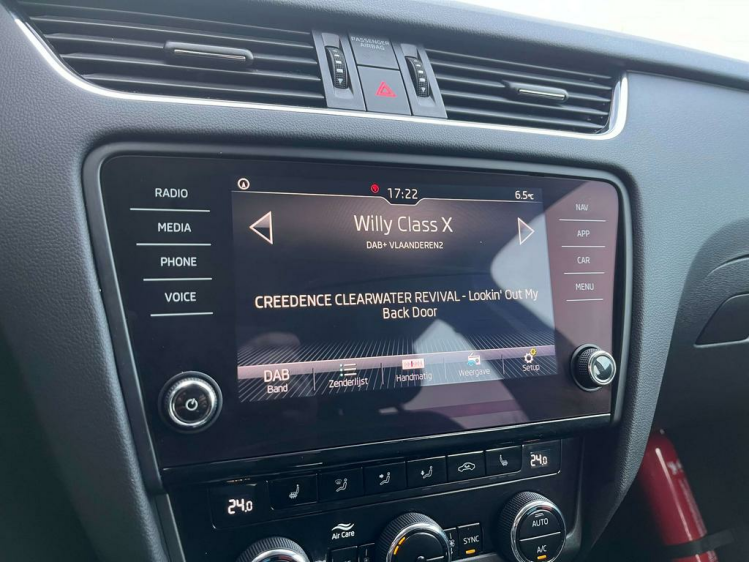 PASSENGER
AIRBAG
RADIO
MEDIA
PHONE
VOICE
17:22
6.5°C
Willy Class X
DAB+ VLAANDEREN2
CREEDENCE CLEARWATER REVIVAL - Lookin' Out My
Back Door
DAB
Band
Zenderlijst
Handmatig
Weergave
Setup
NAV
APP
CAR
MENU
24.0
24.0
Air Care
SYNC
AUTO
A/C